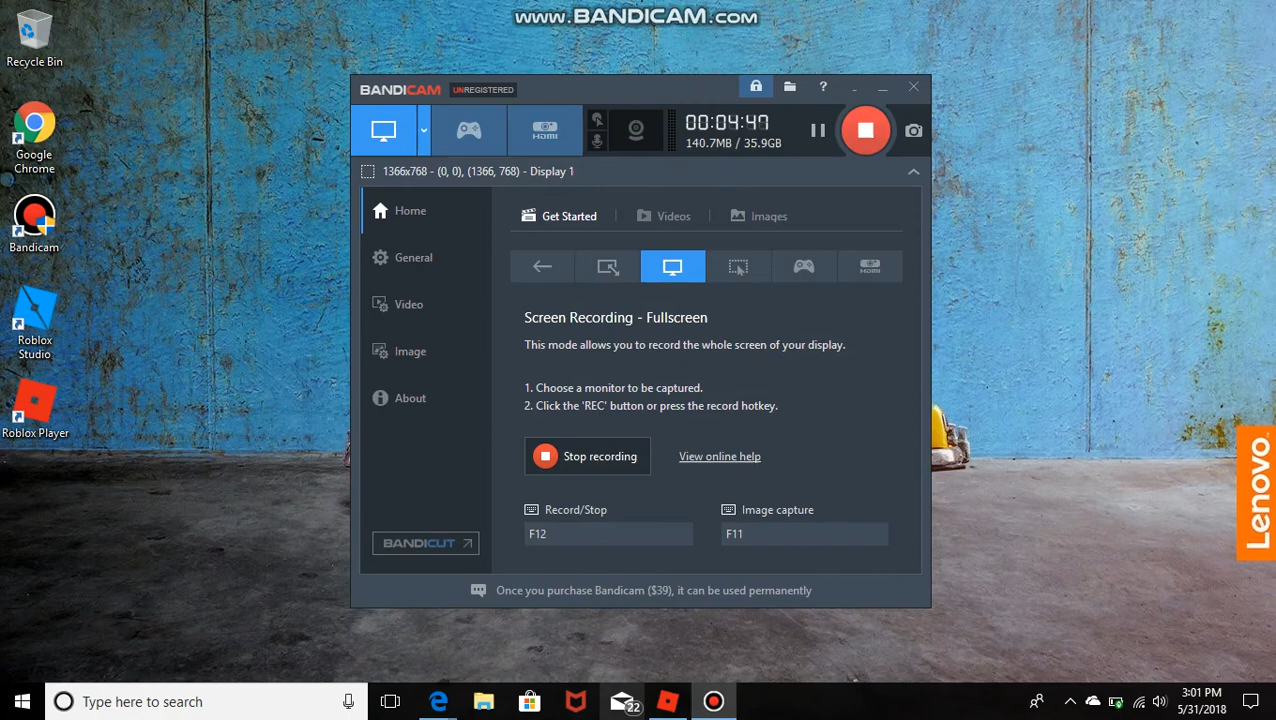 www.BANDICAM.com
Recycle Bin
Google
Chrome
Bandicam
Roblox
Studio
Roblox Player
BANDICAM UNREGISTERED
?
HDMI
00:04:47
140.7MB / 35.9GB
1366x768 - (0, 0), (1366, 768) - Display 1
Home
General
Video
Image
About
BANDICUT
Get Started
Videos
Images
HDMI
Screen Recording - Fullscreen
This mode allows you to record the whole screen of your display.
1. Choose a monitor to be captured.
2. Click the 'REC' button or press the record hotkey.
Stop recording
View online help
Record/Stop
Image capture
F12
F11
Once you purchase Bandicam ($39), it can be used permanently
Lenovo
Type here to search
22
3:01 PM
5/31/2018